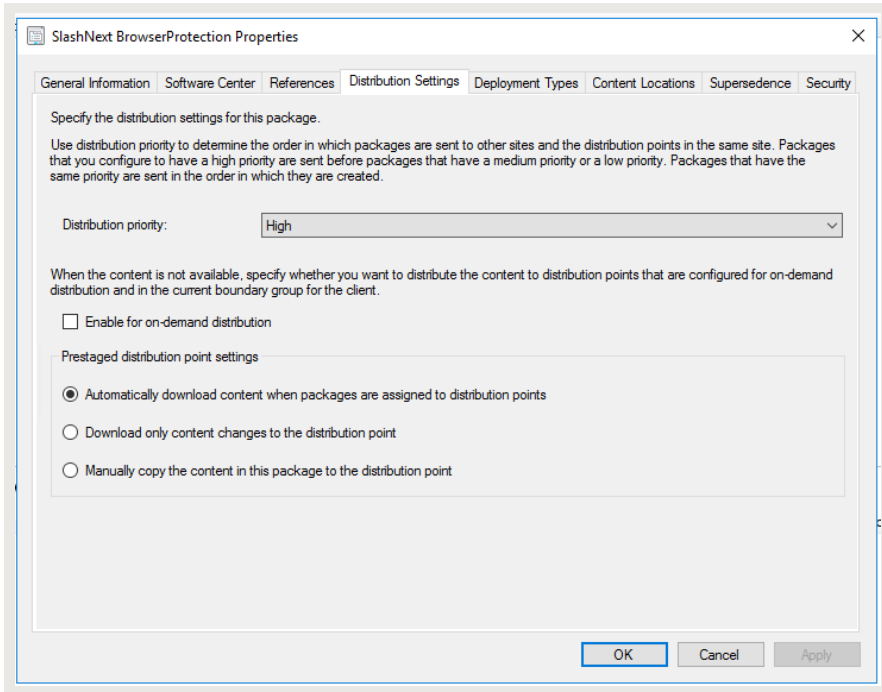 SlashNext BrowserProtection Properties
General Information Software Center References Distribution Settings Deployment Types Content Locations Supersedence Security
Specify the distribution settings for this package.
Use distribution priority to determine the order in which packages are sent to other sites and the distribution points in the same site. Packages
that you configure to have a high priority are sent before packages that have a medium priority or a low priority. Packages that have the
same priority are sent in the order in which they are created.
Distribution priority: High
When the content is not available, specify whether you want to distribute the content to distribution points that are configured for on-demand
distribution and in the current boundary group for the client.
Enable for on-demand distribution
Prestaged distribution point settings
Automatically download content when packages are assigned to distribution points
Download only content changes to the distribution point
Manually copy the content in this package to the distribution point
OK Cancel Apply